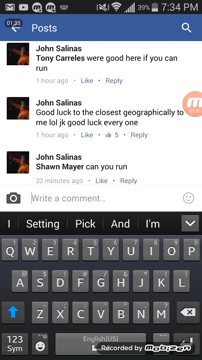 39% 7:34 PM
01:35
Posts
John Salinas
Tony Carreles were good here if you can
run
1 hour ago • Like • Reply
John Salinas
Good luck to the closest geographically to
me lol jk good luck every one
1 hour ago • Like • 5 • Reply
John Salinas
Shawn Mayer can you run
32 minutes ago • Like • Reply
Write a comment...
I Setting Pick And I'm
Q W E R T Y U I O P
A S D F G H J K L
Z X C V B N M
123
Sym
English(US)
Recorded by Mobizen